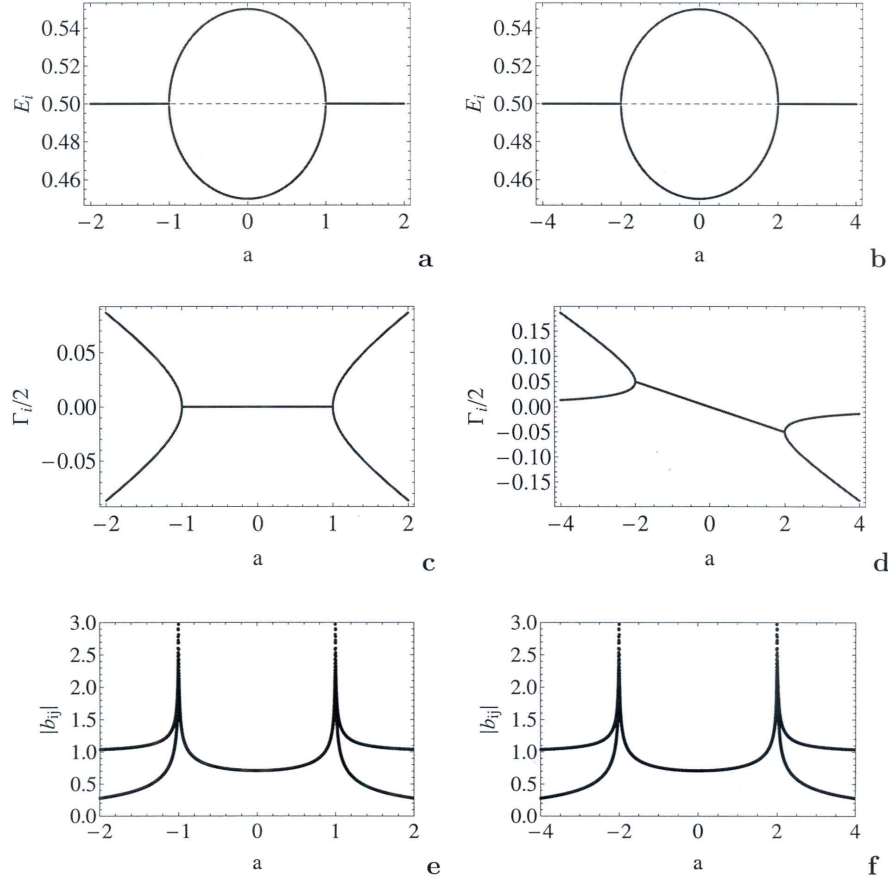 0.54
0.52
0.50
0.48
0.46
E_i
−2 −1 0 1 2
a
a
0.54
0.52
0.50
0.48
0.46
E_i
−4 −2 0 2 4
a
b
0.05
0.00
−0.05
Γ_i/2
−2 −1 0 1 2
a
c
0.15
0.10
0.05
0.00
−0.05
−0.10
−0.15
Γ_i/2
−4 −2 0 2 4
a
d
3.0
2.5
2.0
1.5
1.0
0.5
0.0
|b_ij|
−2 −1 0 1 2
a
e
3.0
2.5
2.0
1.5
1.0
0.5
0.0
|b_ij|
−4 −2 0 2 4
a
f